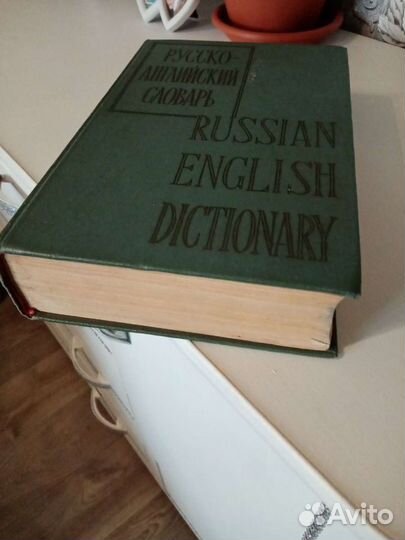 РУССКО-
АНГЛИЙСКИЙ
СЛОВАРЬ
RUSSIAN
ENGLISH
DICTIONARY
Avito